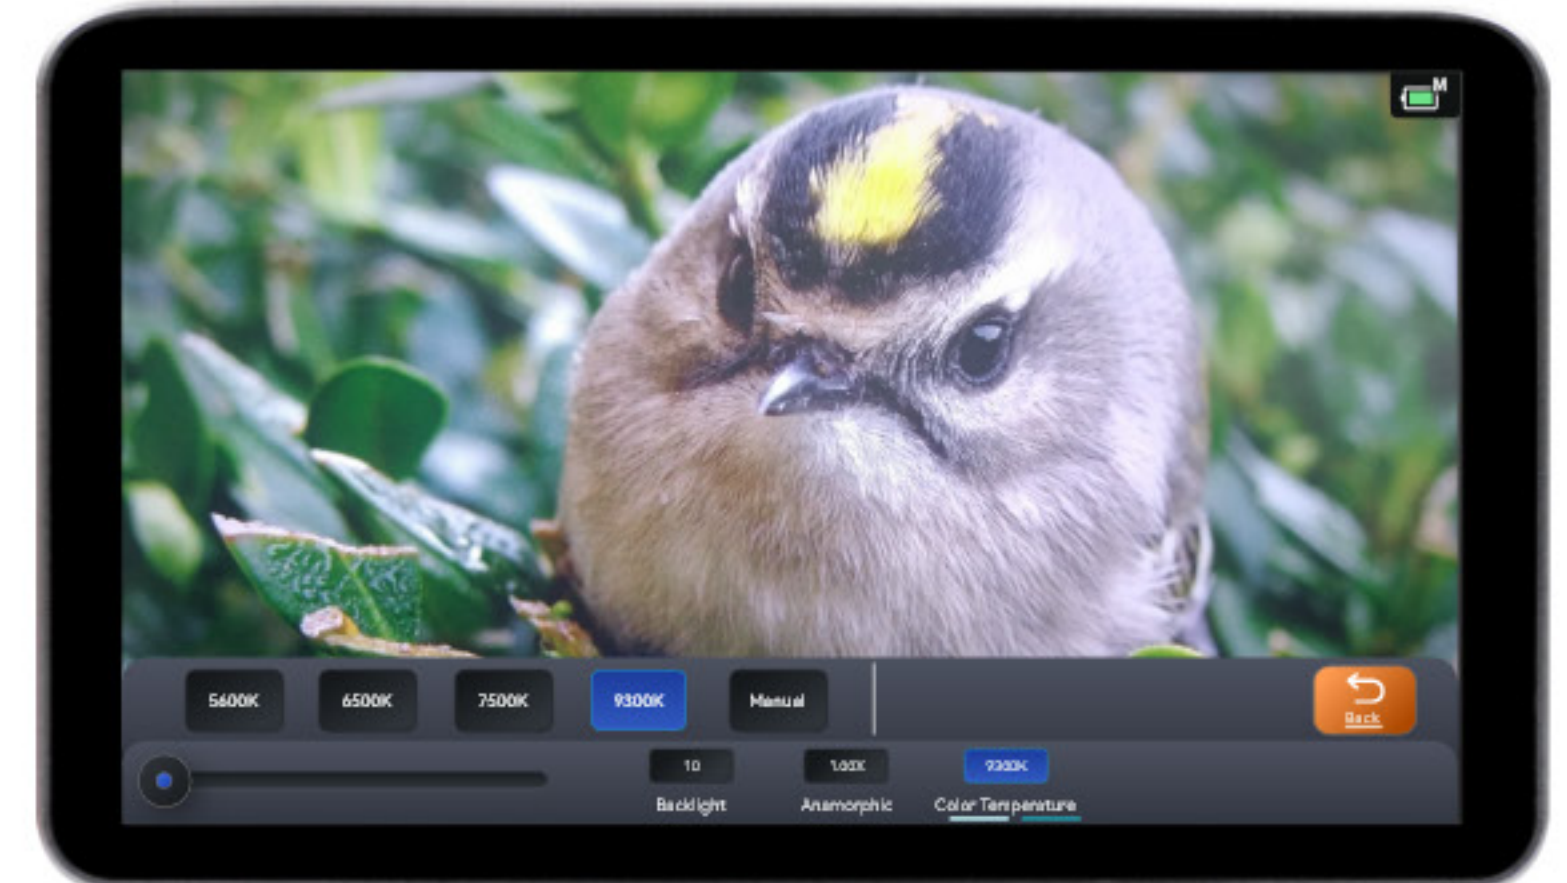 M
5600K 6500K 7500K 9300K Manual
Back
10 1.00X 9300K
Backlight Anamorphic Color Temperature